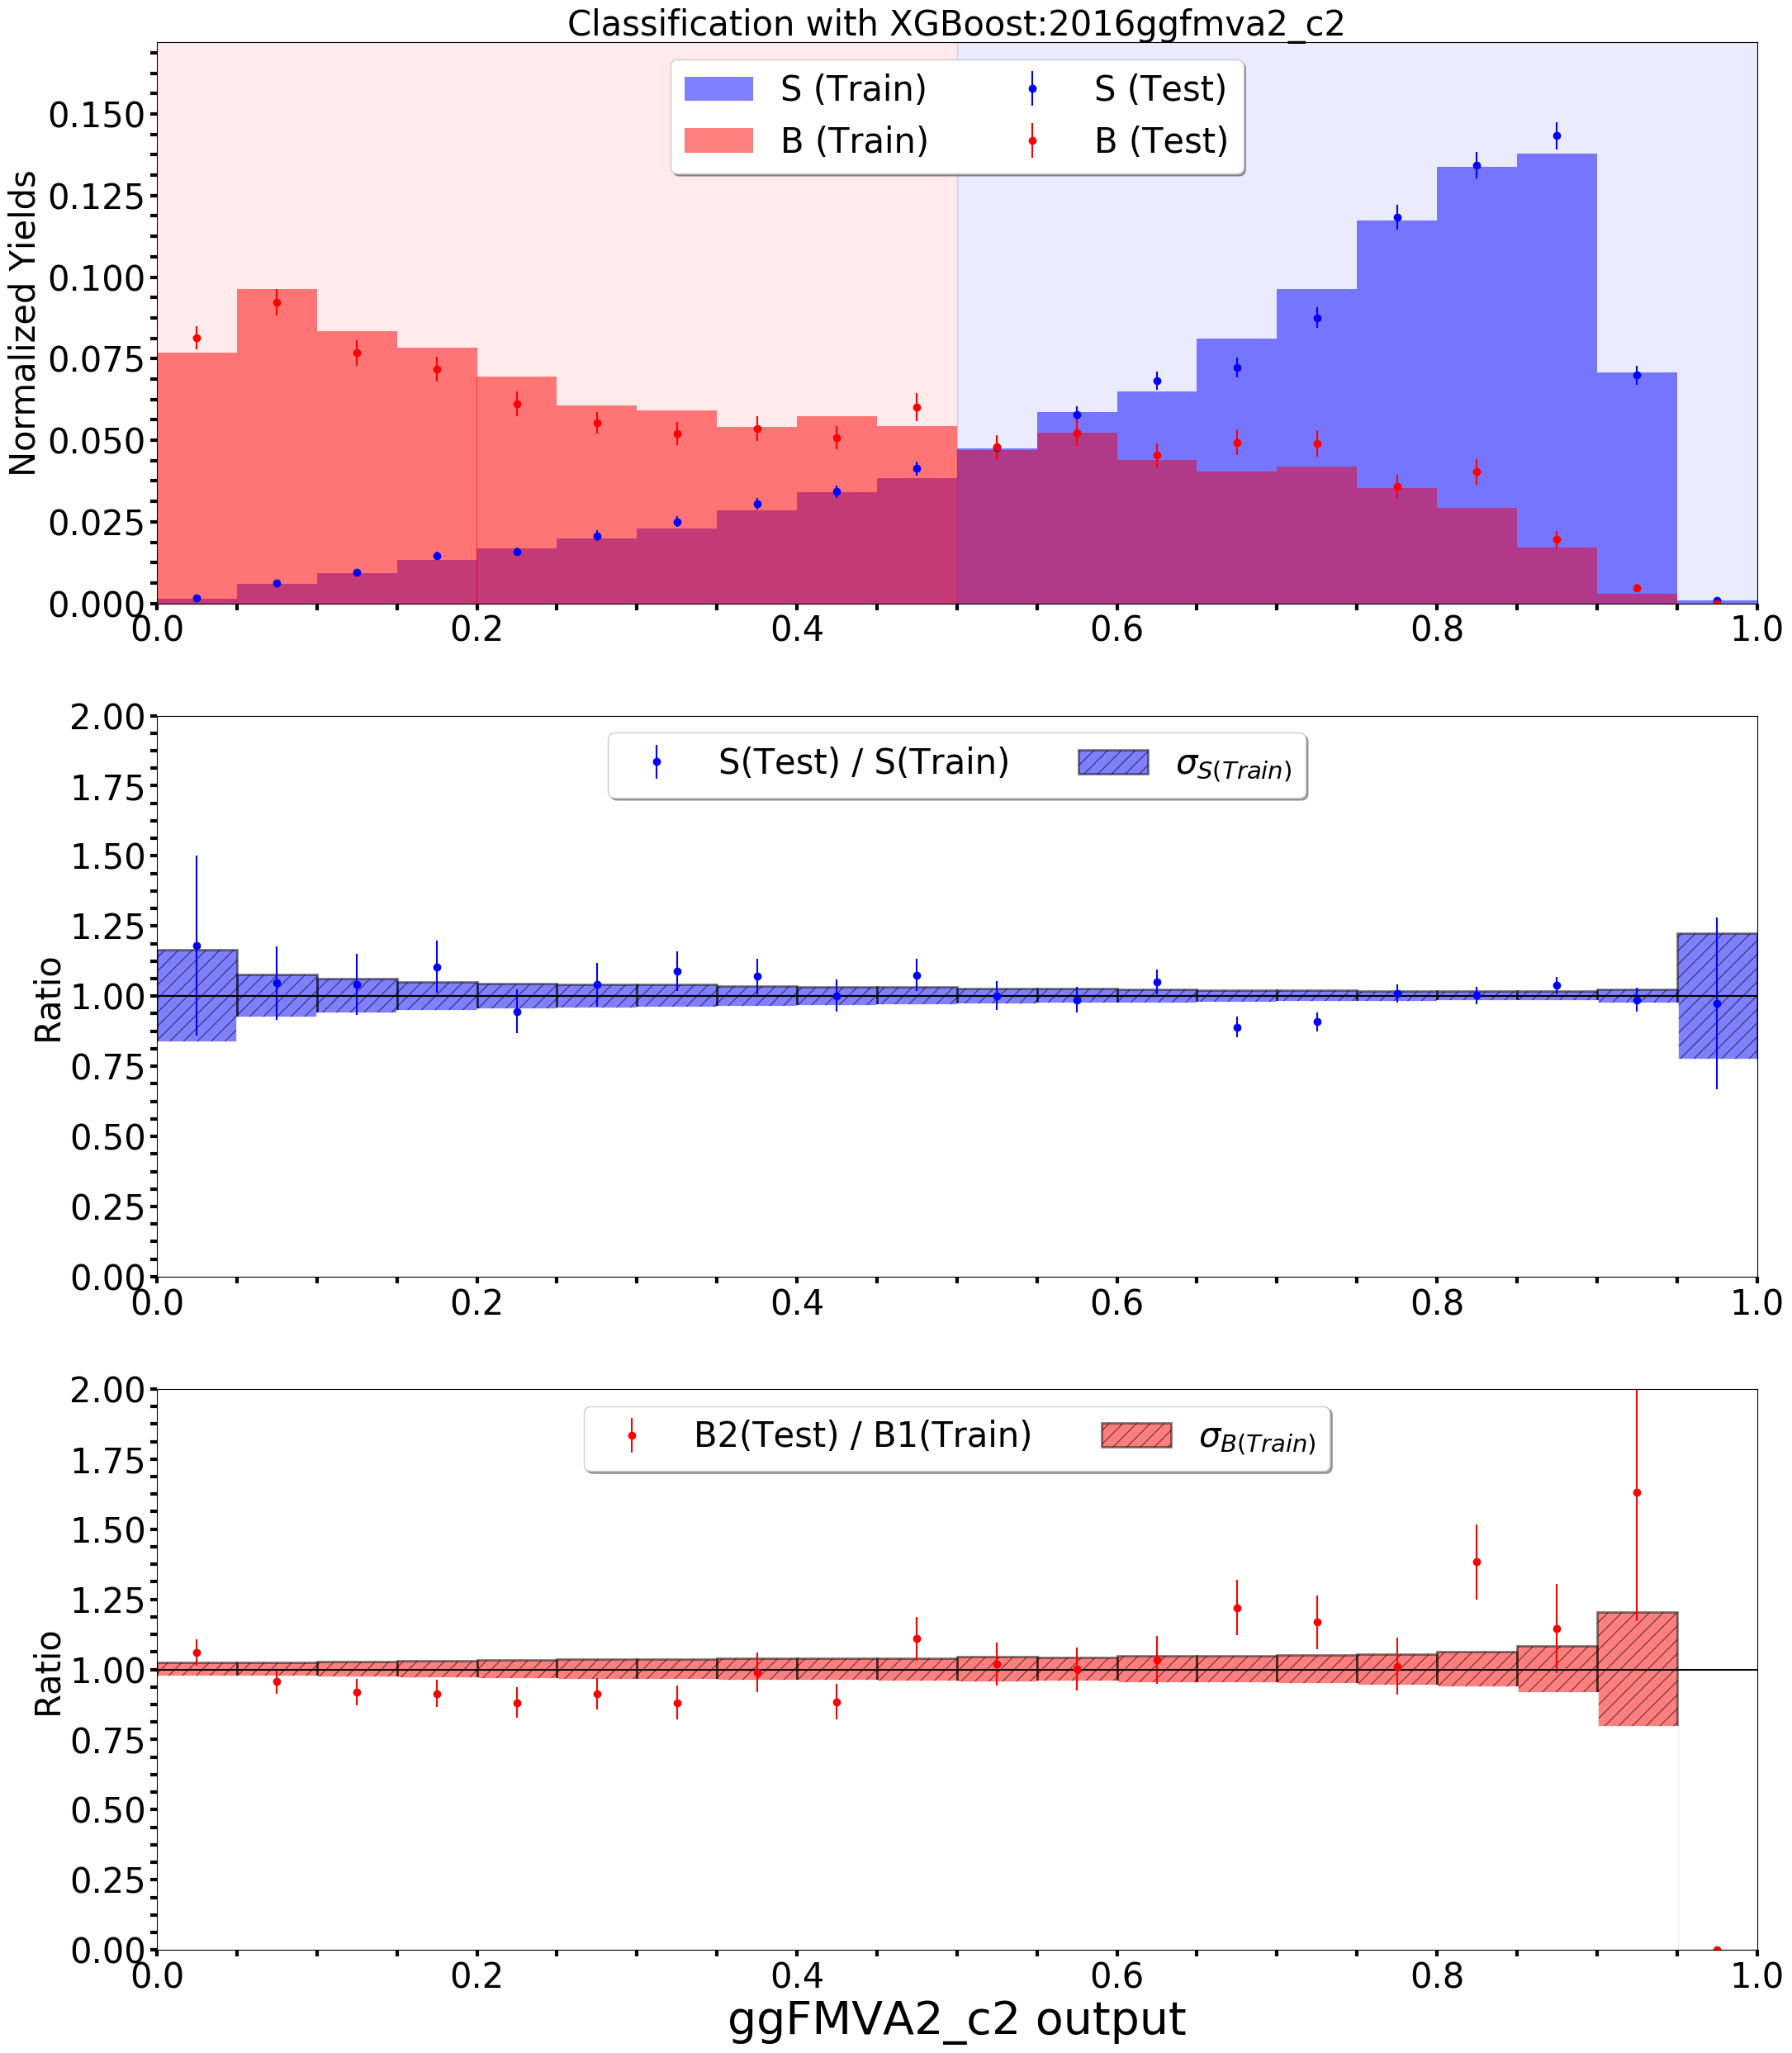 Classification with XGBoost:2016ggfmva2_c2
S (Train)
S (Test)
B (Train)
B (Test)
Normalized Yields
0.150
0.125
0.100
0.075
0.050
0.025
0.000
0.0 0.2 0.4 0.6 0.8 1.0
S(Test) / S(Train)
σS(Train)
Ratio
2.00
1.75
1.50
1.25
1.00
0.75
0.50
0.25
0.00
0.0 0.2 0.4 0.6 0.8 1.0
B2(Test) / B1(Train)
σB(Train)
Ratio
2.00
1.75
1.50
1.25
1.00
0.75
0.50
0.25
0.00
0.0 0.2 0.4 0.6 0.8 1.0
ggFMVA2_c2 output